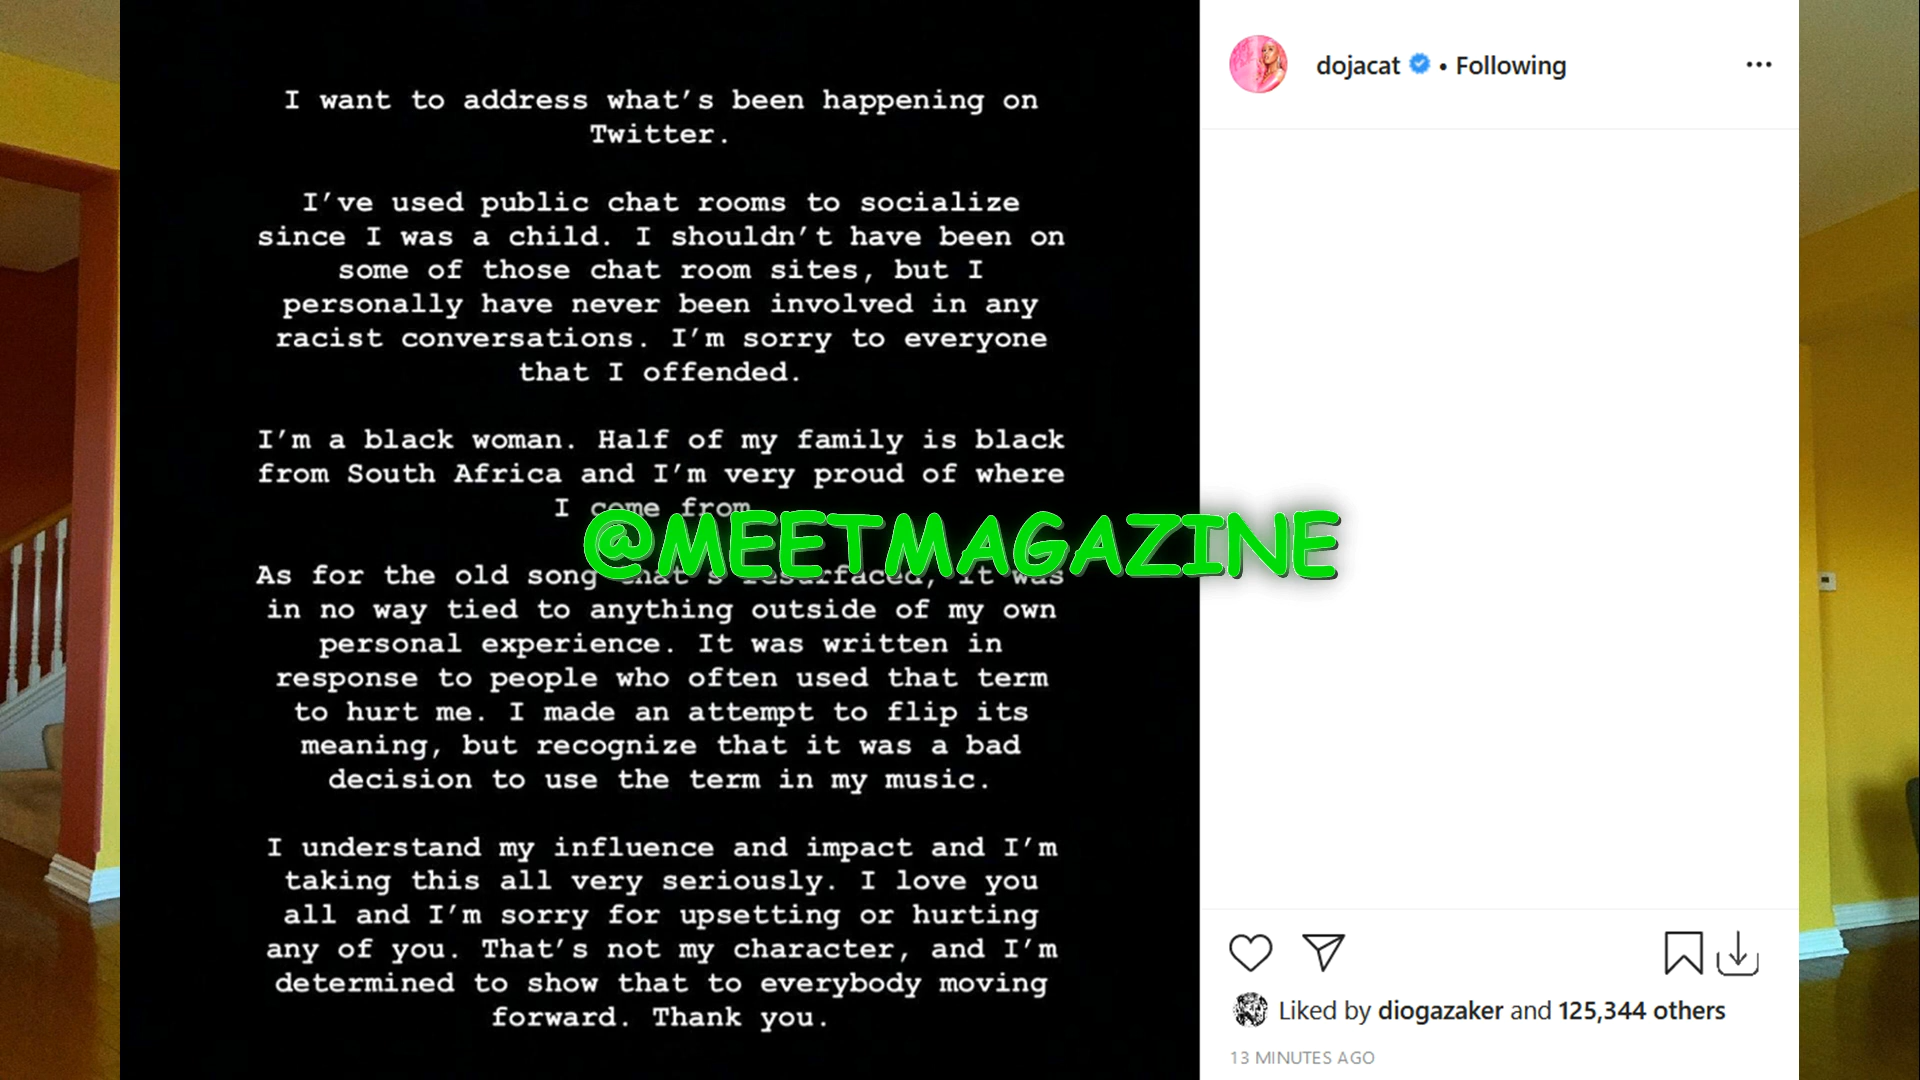 I want to address what's been happening on
Twitter.
I've used public chat rooms to socialize
since I was a child. I shouldn't have been on
some of those chat room sites, but I
personally have never been involved in any
racist conversations. I'm sorry to everyone
that I offended.
I'm a black woman. Half of my family is black
from South Africa and I'm very proud of where
I come from
@MEETMAGAZINE
As for the old song that's resurfaced, it was
in no way tied to anything outside of my own
personal experience. It was written in
response to people who often used that term
to hurt me. I made an attempt to flip its
meaning, but recognize that it was a bad
decision to use the term in my music.
I understand my influence and impact and I'm
taking this all very seriously. I love you
all and I'm sorry for upsetting or hurting
any of you. That's not my character, and I'm
determined to show that to everybody moving
forward. Thank you.
dojacat • Following
Liked by diogazaker and 125,344 others
13 MINUTES AGO